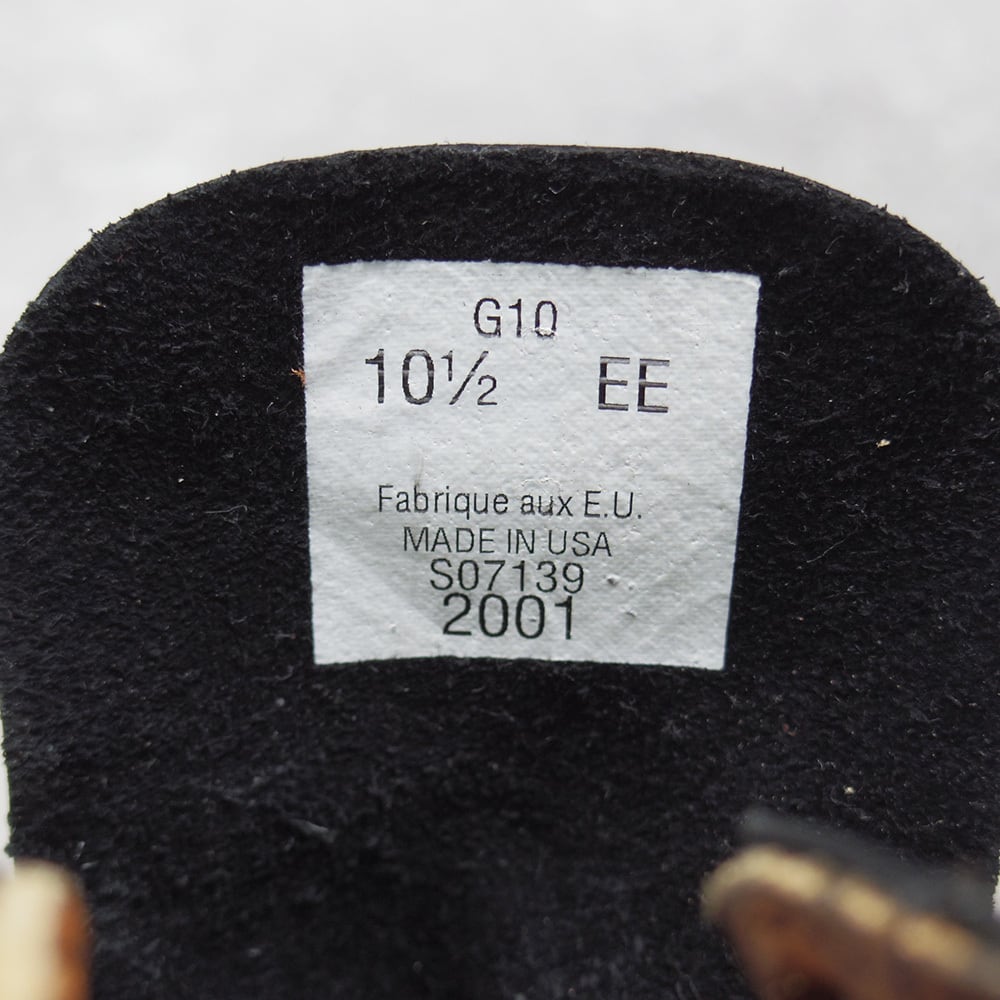 G10
10½ EE
Fabrique aux E.U.
MADE IN USA
S07139
2001